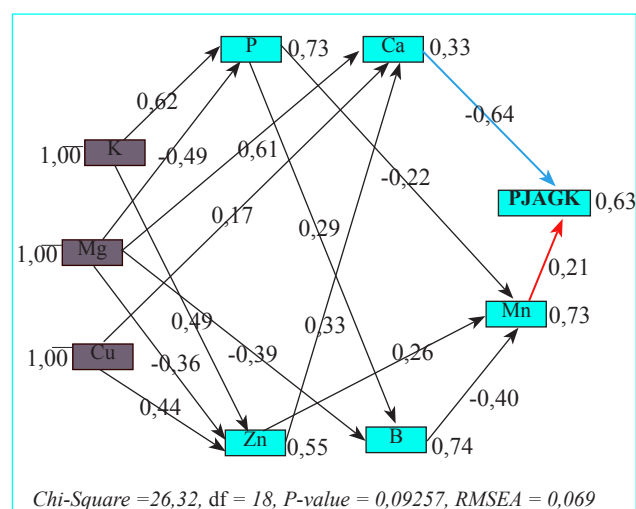 P 0,73 Ca 0,33
0,62
-0,64
1,00 K -0,49 0,61
-0,22
PJAGK 0,63
0,17
0,29
1,00 Mg
0,21
Mn 0,73
0,49 0,33
1,00 Cu -0,36 -0,39 0,26
0,44 -0,40
Zn 0,55 B 0,74
Chi-Square =26,32, df = 18, P-value = 0,09257, RMSEA = 0,069